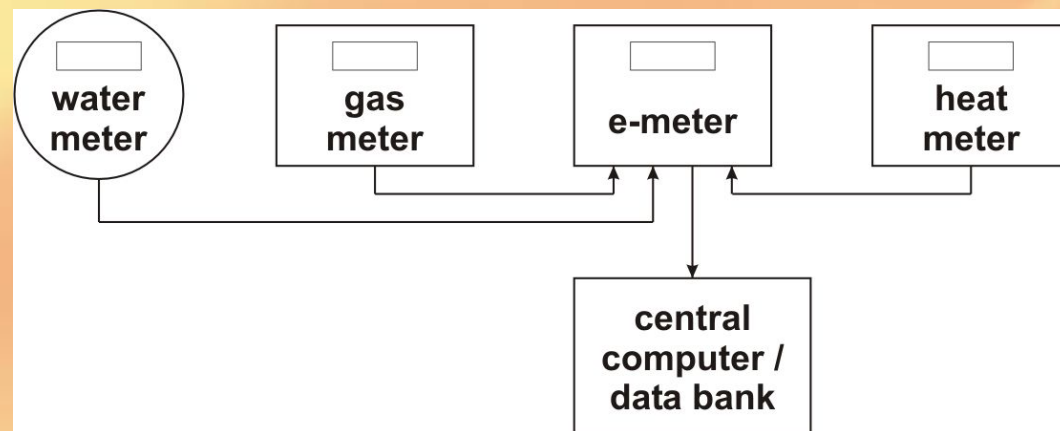 water
meter
gas
meter
e-meter
heat
meter
central
computer /
data bank